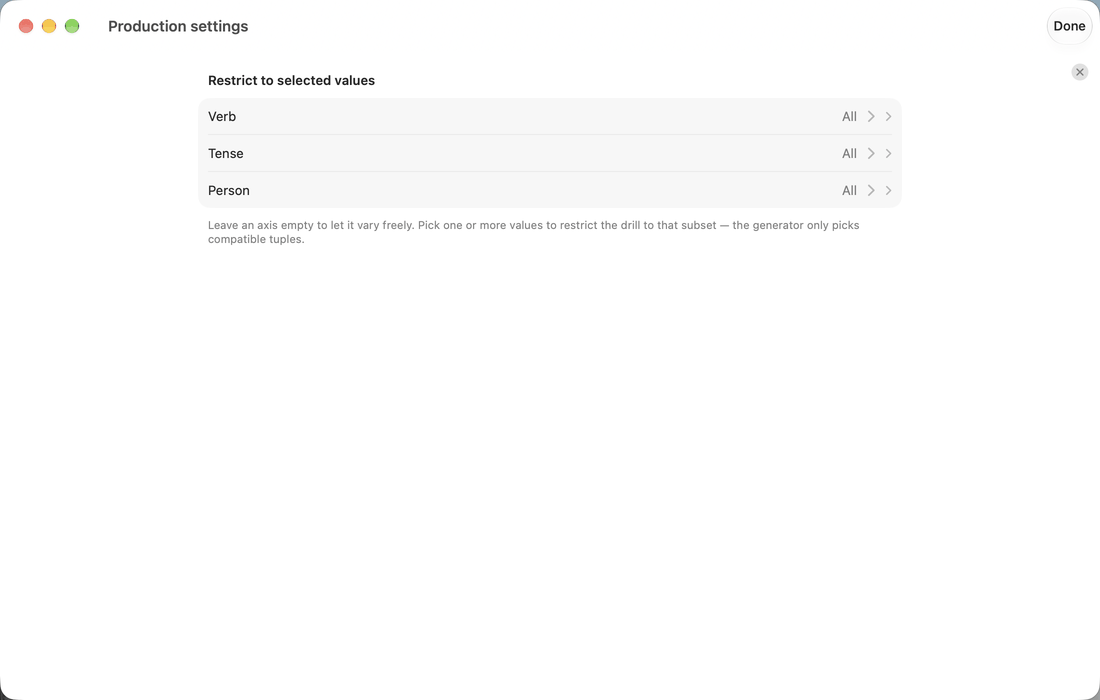 Production settings
Done
Restrict to selected values
Verb All
Tense All
Person All
Leave an axis empty to let it vary freely. Pick one or more values to restrict the drill to that subset — the generator only picks
compatible tuples.